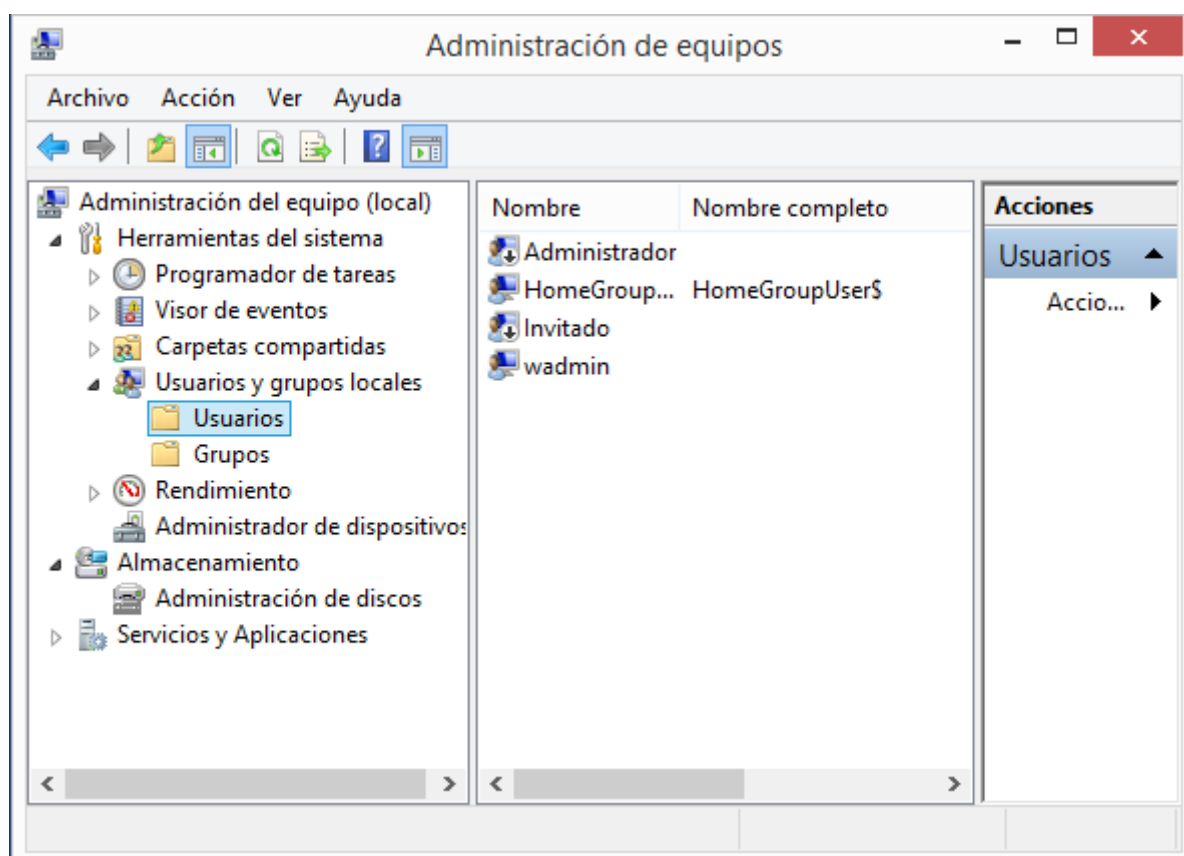 Administración de equipos
Archivo Acción Ver Ayuda
Administración del equipo (local)
Herramientas del sistema
Programador de tareas
Visor de eventos
Carpetas compartidas
Usuarios y grupos locales
Usuarios
Grupos
Rendimiento
Administrador de dispositivos
Almacenamiento
Administración de discos
Servicios y Aplicaciones
Nombre Nombre completo
Administrador
HomeGroup... HomeGroupUser$
Invitado
wadmin
Acciones
Usuarios
Accio...